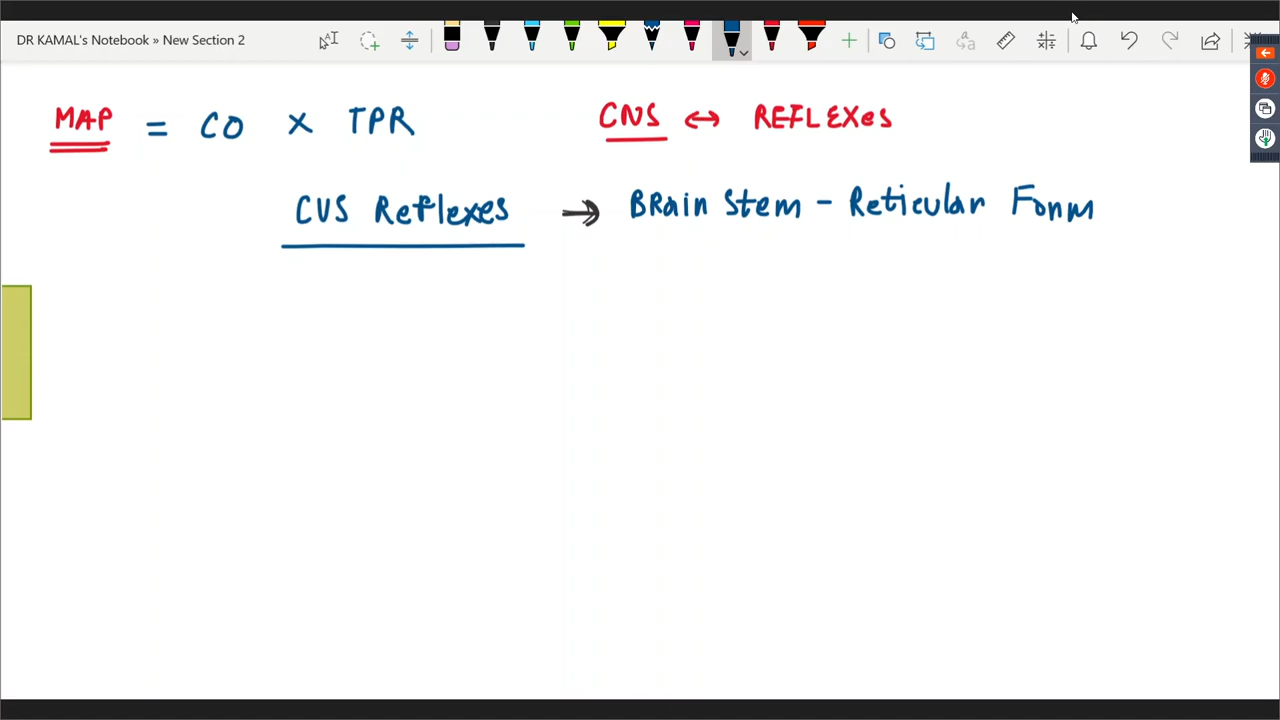 DR KAMAL's Notebook » New Section 2
MAP = CO × TPR
CNS ↔ REFLEXes
CVS Reflexes → BRain Stem - Reticular Form